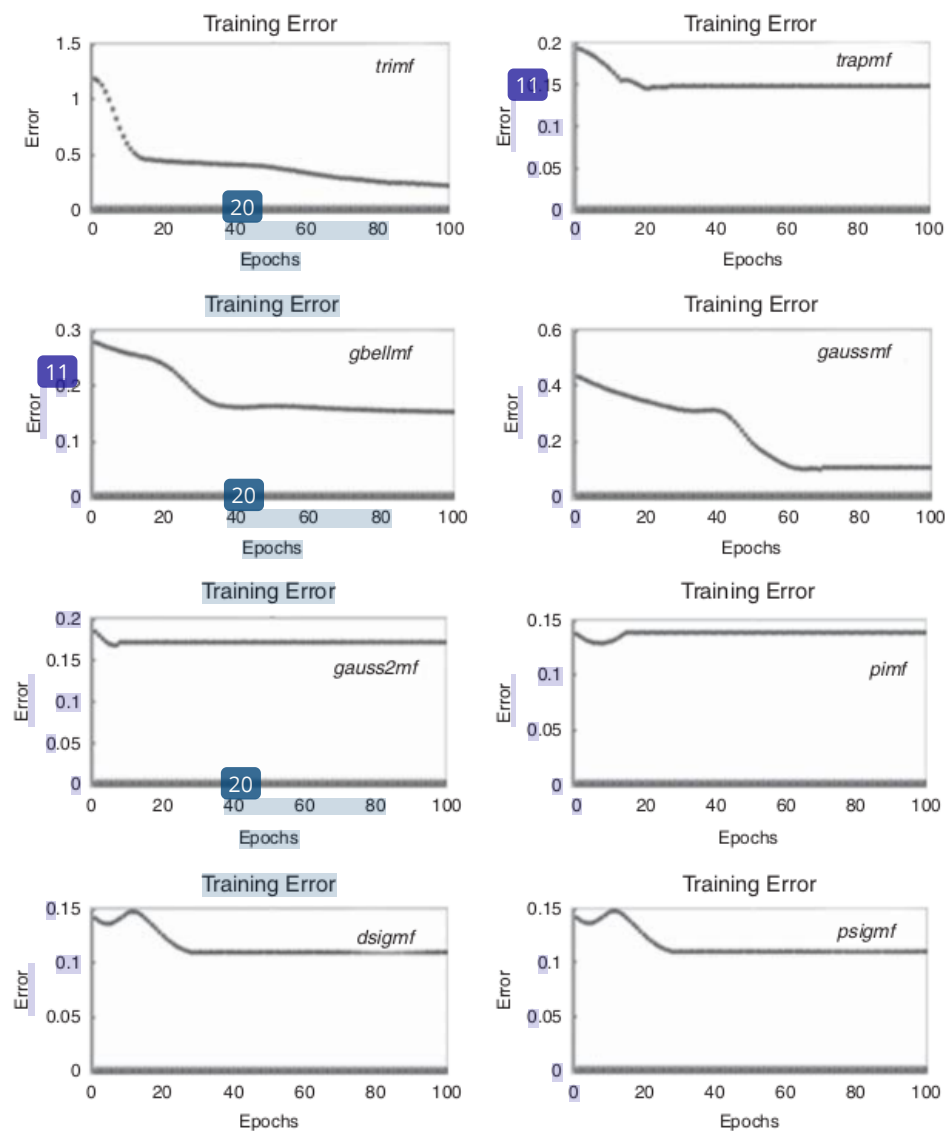 Training Error Training Error
1.5 trimf 0.2 trapmf
1 11 .15
Error Error 0.1
0.5 0.05
0 20 0
0 20 40 60 80 100 0 20 40 60 80 100
Epochs Epochs
Training Error Training Error
0.3 gbellmf 0.6 gaussmf
11 0.2 0.4
Error Error
0.1 0.2
0 20 0
0 20 40 60 80 100 0 20 40 60 80 100
Epochs Epochs
Training Error Training Error
0.2 0.15
0.15 gauss2mf pimf
Error 0.1 Error 0.1
0.05 0.05
0 20 0
0 20 40 60 80 100 0 20 40 60 80 100
Epochs Epochs
Training Error Training Error
0.15 dsigmf 0.15 psigmf
Error 0.1 Error 0.1
0.05 0.05
0 0
0 20 40 60 80 100 0 20 40 60 80 100
Epochs Epochs